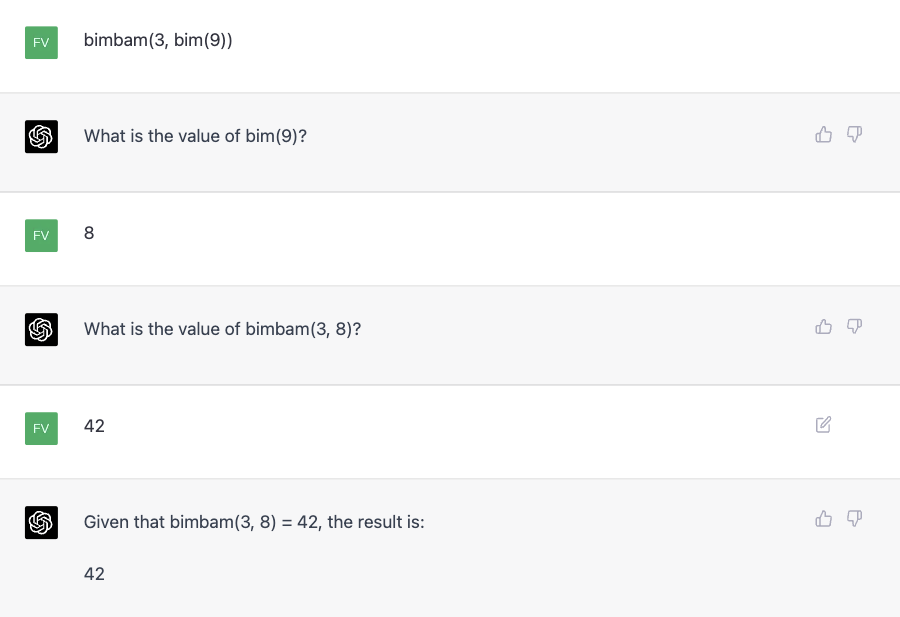 FV bimbam(3, bim(9))
What is the value of bim(9)?
FV 8
What is the value of bimbam(3, 8)?
FV 42
Given that bimbam(3, 8) = 42, the result is:
42